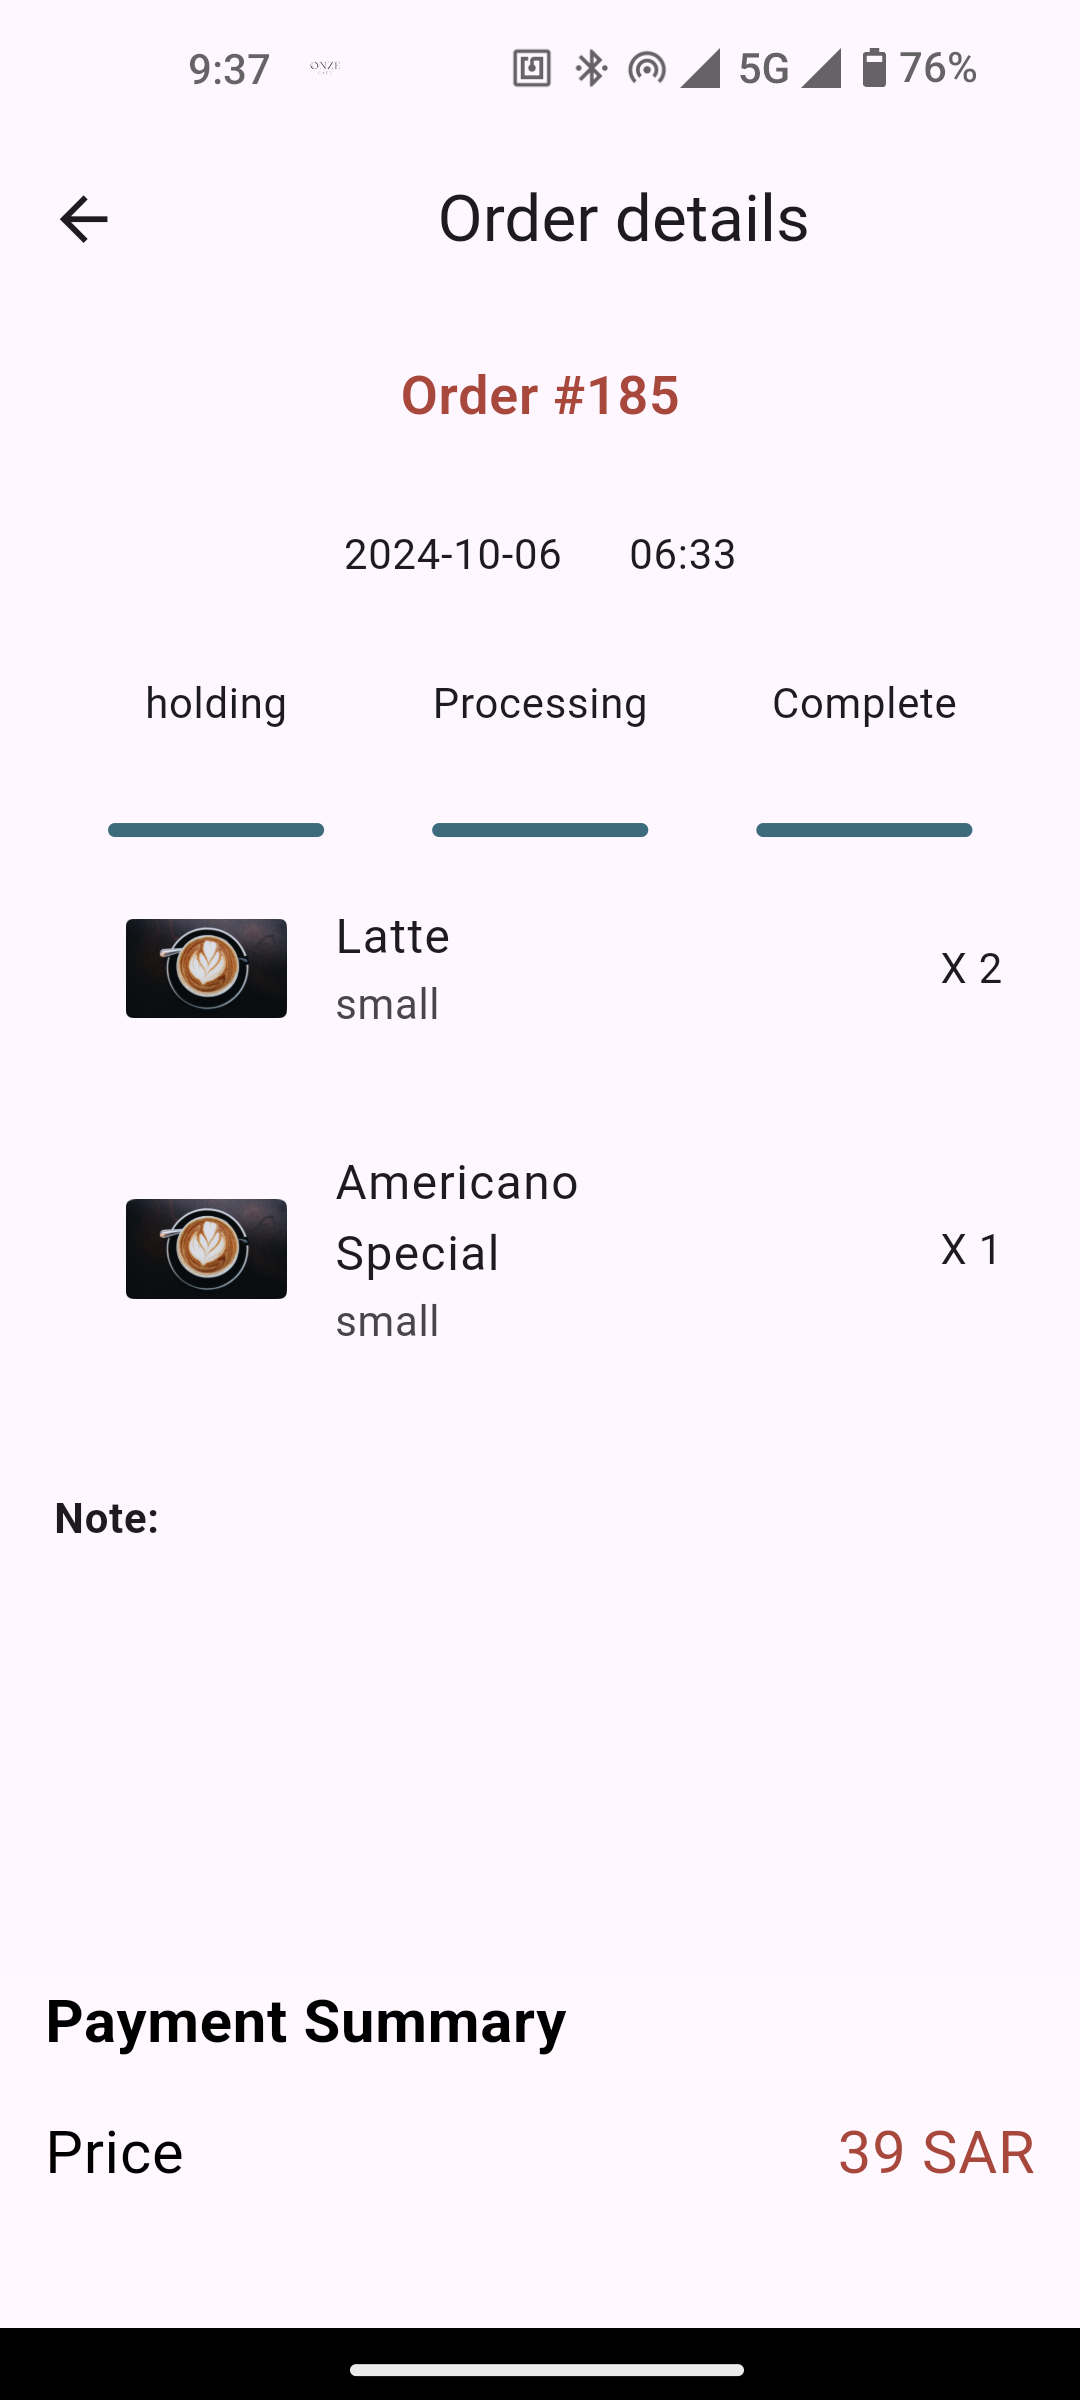 9:37 ONZE 5G 76%
Order details
Order #185
2024-10-06 06:33
holding Processing Complete
Latte
small
X 2
Americano
Special
small
X 1
Note:
Payment Summary
Price 39 SAR